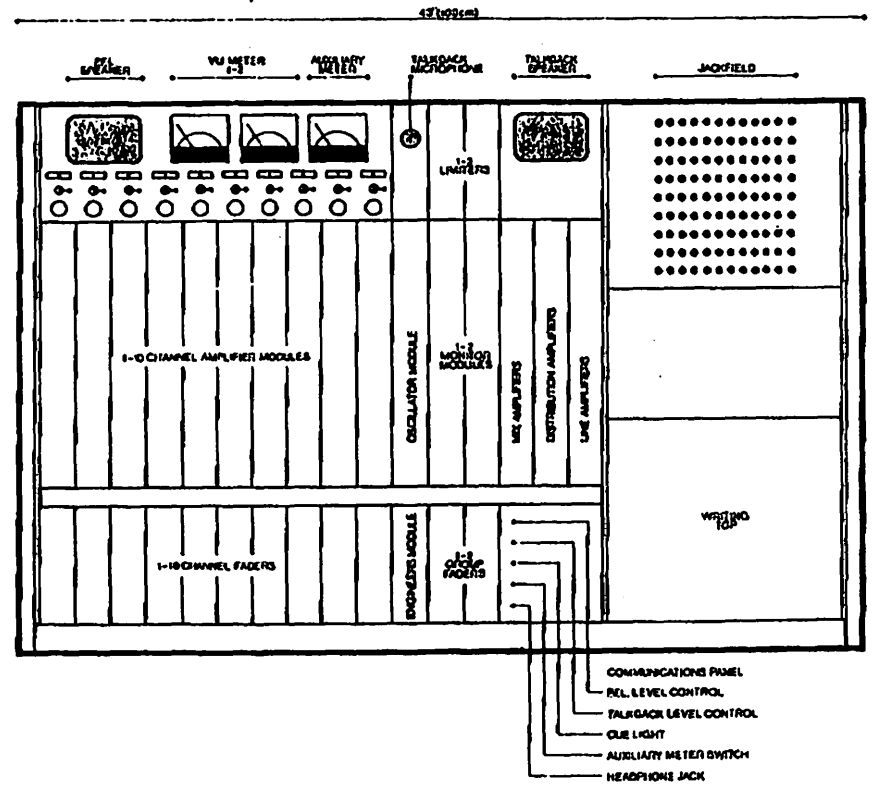 P.F.L.
SPEAKER
VU METER
1-2
AUXILIARY
METER
TALKBACK
MICROPHONE
TALKBACK
SPEAKER
JACKFIELD
1-2
LIMITERS
1-10 CHANNEL AMPLIFIER MODULES
OSCILLATOR MODULE
1-2
MONITOR
MODULES
MIX AMPLIFIERS
DISTRIBUTION AMPLIFIERS
LINE AMPLIFIERS
1-10 CHANNEL FADERS
ENGINEERS MODULE
1-2
GROUP
FADERS
WRITING
TOP
COMMUNICATIONS PANEL
P.F.L. LEVEL CONTROL
TALKBACK LEVEL CONTROL
CUE LIGHT
AUXILIARY METER SWITCH
HEADPHONE JACK